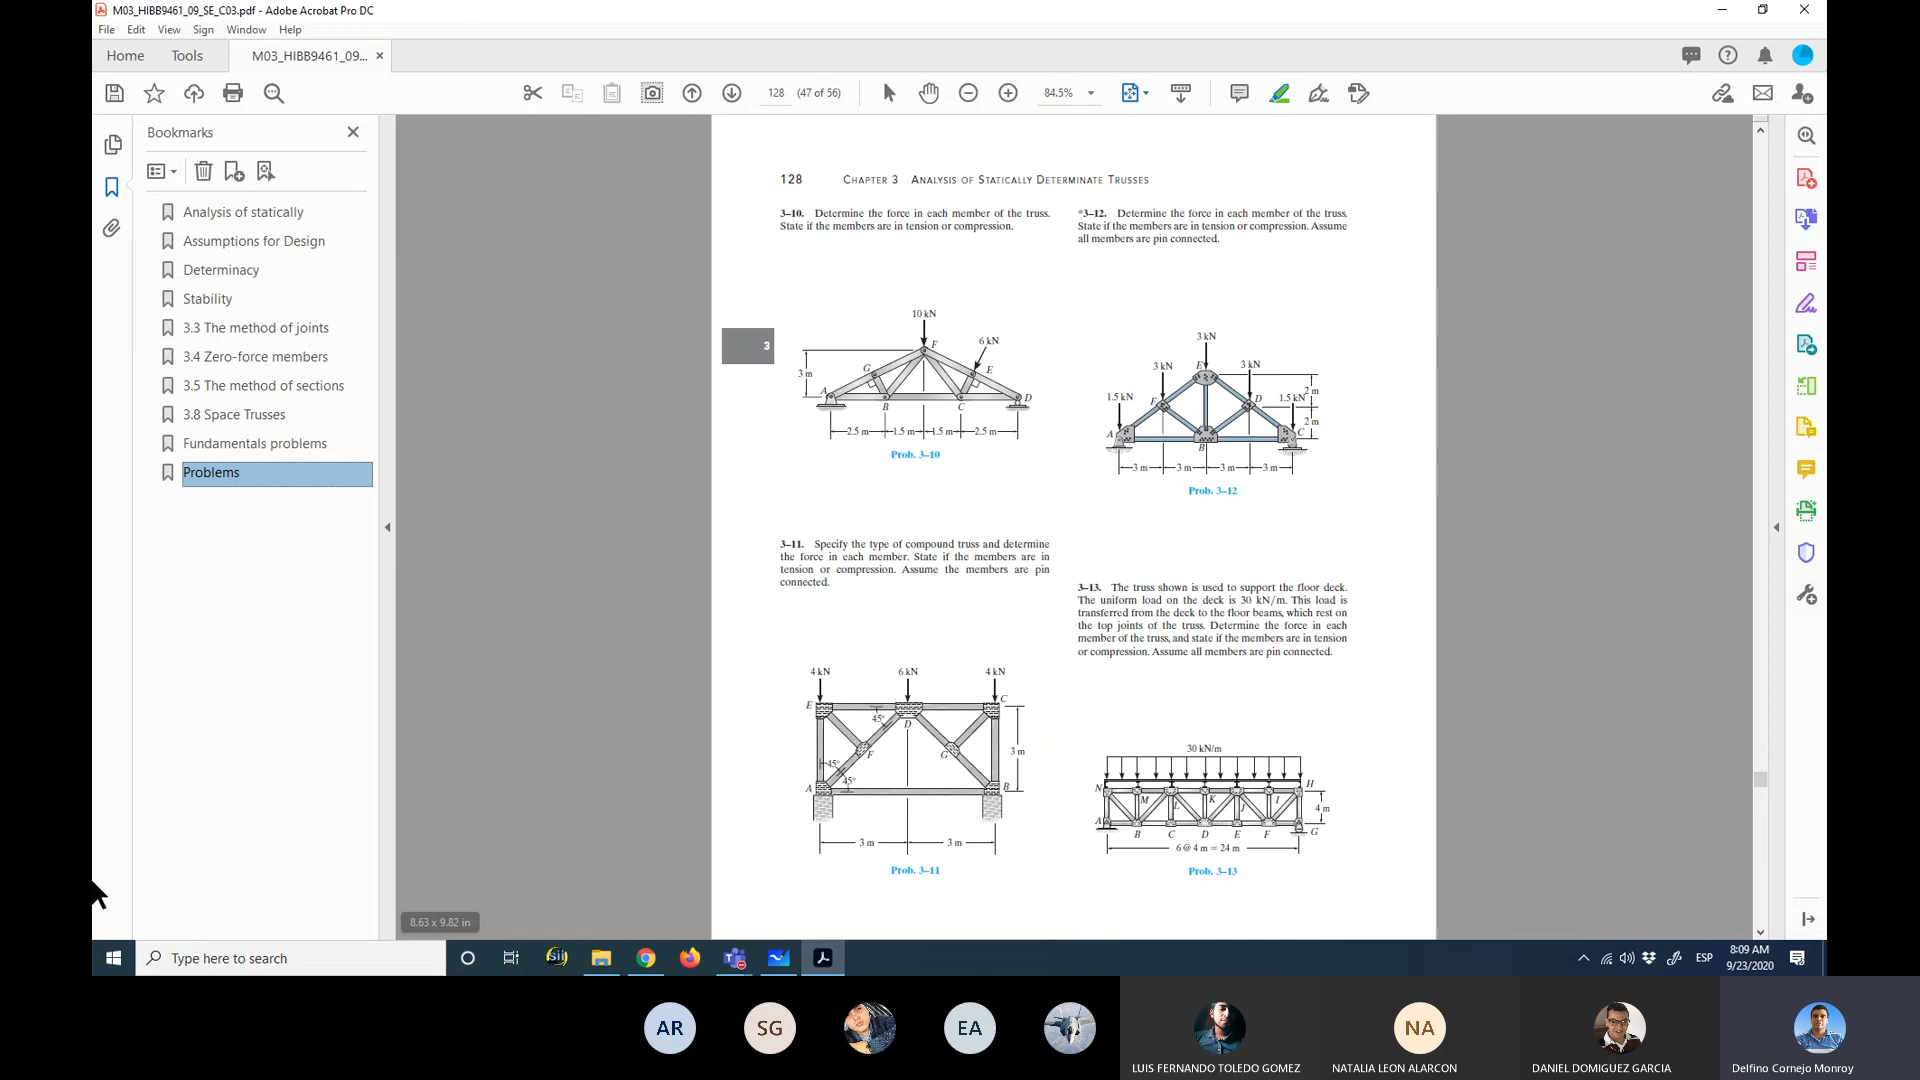 M03_HIBB9461_09_SE_C03.pdf - Adobe Acrobat Pro DC
File Edit View Sign Window Help
Home Tools M03_HIBB9461_09... ×
128 (47 of 56) 84.5%
Bookmarks
Analysis of statically
Assumptions for Design
Determinacy
Stability
3.3 The method of joints
3.4 Zero-force members
3.5 The method of sections
3.8 Space Trusses
Fundamentals problems
Problems
8.63 x 9.82 in
128 CHAPTER 3 ANALYSIS OF STATICALLY DETERMINATE TRUSSES
3–10. Determine the force in each member of the truss.
State if the members are in tension or compression.
3
10 kN
6 kN
3 m
A
G
F
E
D
B
C
2.5 m 1.5 m 1.5 m 2.5 m
Prob. 3–10
3–11. Specify the type of compound truss and determine
the force in each member. State if the members are in
tension or compression. Assume the members are pin
connected.
4 kN 6 kN 4 kN
E
C
45°
D
F
G
3 m
45°
45°
A
B
3 m 3 m
Prob. 3–11
*3–12. Determine the force in each member of the truss.
State if the members are in tension or compression. Assume
all members are pin connected.
3 kN
3 kN
3 kN
E
1.5 kN
1.5 kN
2 m
F
D
2 m
A
B
C
3 m 3 m 3 m 3 m
Prob. 3–12
3–13. The truss shown is used to support the floor deck.
The uniform load on the deck is 30 kN/m. This load is
transferred from the deck to the floor beams, which rest on
the top joints of the truss. Determine the force in each
member of the truss, and state if the members are in tension
or compression. Assume all members are pin connected.
30 kN/m
N
H
M L K J I
4 m
A
B C D E F G
6 @ 4 m = 24 m
Prob. 3–13
Type here to search
sii
ESP
8:09 AM
9/23/2020
AR SG EA NA
LUIS FERNANDO TOLEDO GOMEZ NATALIA LEON ALARCON DANIEL DOMIGUEZ GARCIA Delfino Cornejo Monroy